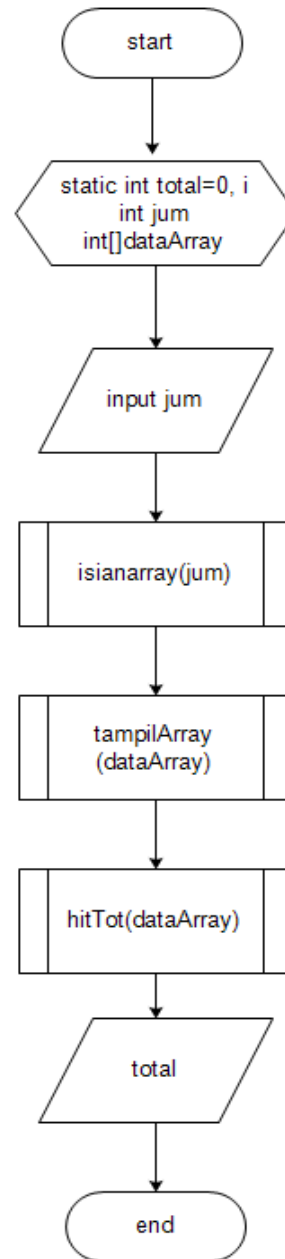 start
static int total=0, i
int jum
int[]dataArray
input jum
isianarray(jum)
tampilArray
(dataArray)
hitTot(dataArray)
total
end